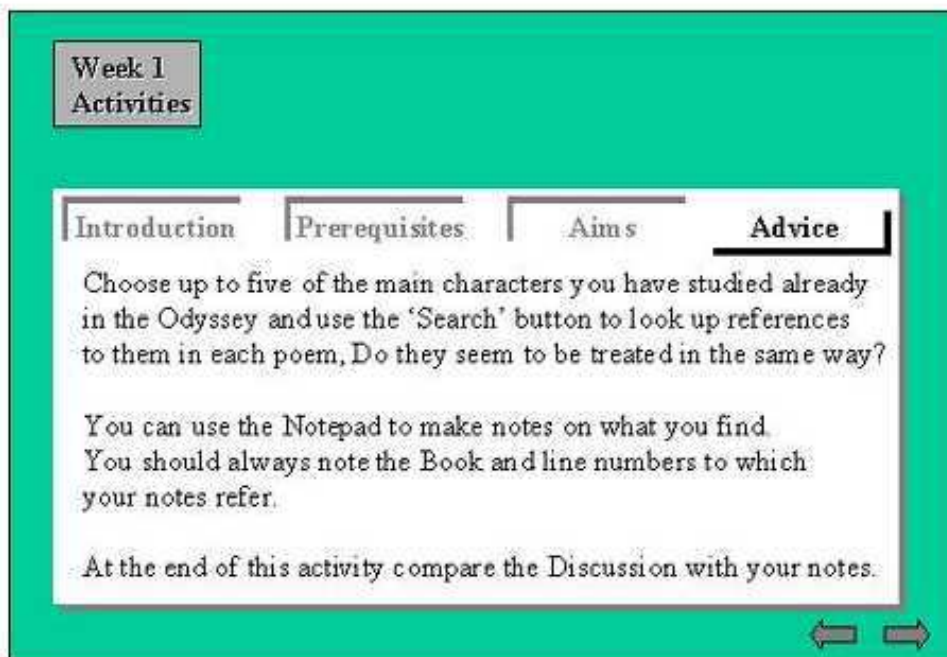 Week 1
Activities
Introduction Prerequisites Aims Advice
Choose up to five of the main characters you have studied already
in the Odyssey and use the ‘Search’ button to look up references
to them in each poem, Do they seem to be treated in the same way?
You can use the Notepad to make notes on what you find.
You should always note the Book and line numbers to which
your notes refer.
At the end of this activity compare the Discussion with your notes.